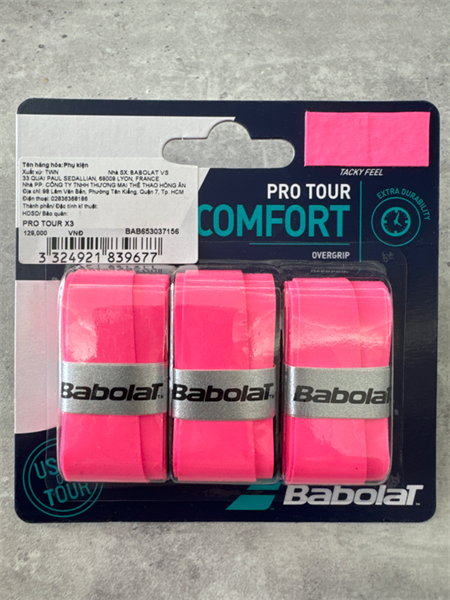 Tên hàng hóa:Phụ kiện
Xuất xứ: TWN Nhà SX: BABOLAT VS
33 QUAI PAUL SEDALLIAN, 69009 LYON, FRANCE
Nhà PP: CÔNG TY TNHH THƯƠNG MẠI THỂ THAO HỒNG ÂN
Địa chỉ: 98 Lâm Văn Bền, Phường Tân Kiểng, Quận 7, Tp. HCM
Điện thoại: 02836368186
Thành phần/ Đặc tính kĩ thuật:
HDSD/ Bảo quản:
PRO TOUR X3
129,000 VND BAB653037156
3 324921 839677
TACKY FEEL
PRO TOUR
COMFORT
OVERGRIP
EXTRA DURABILITY
BabolaT
BabolaT
BabolaT
TOUR
BabolaT